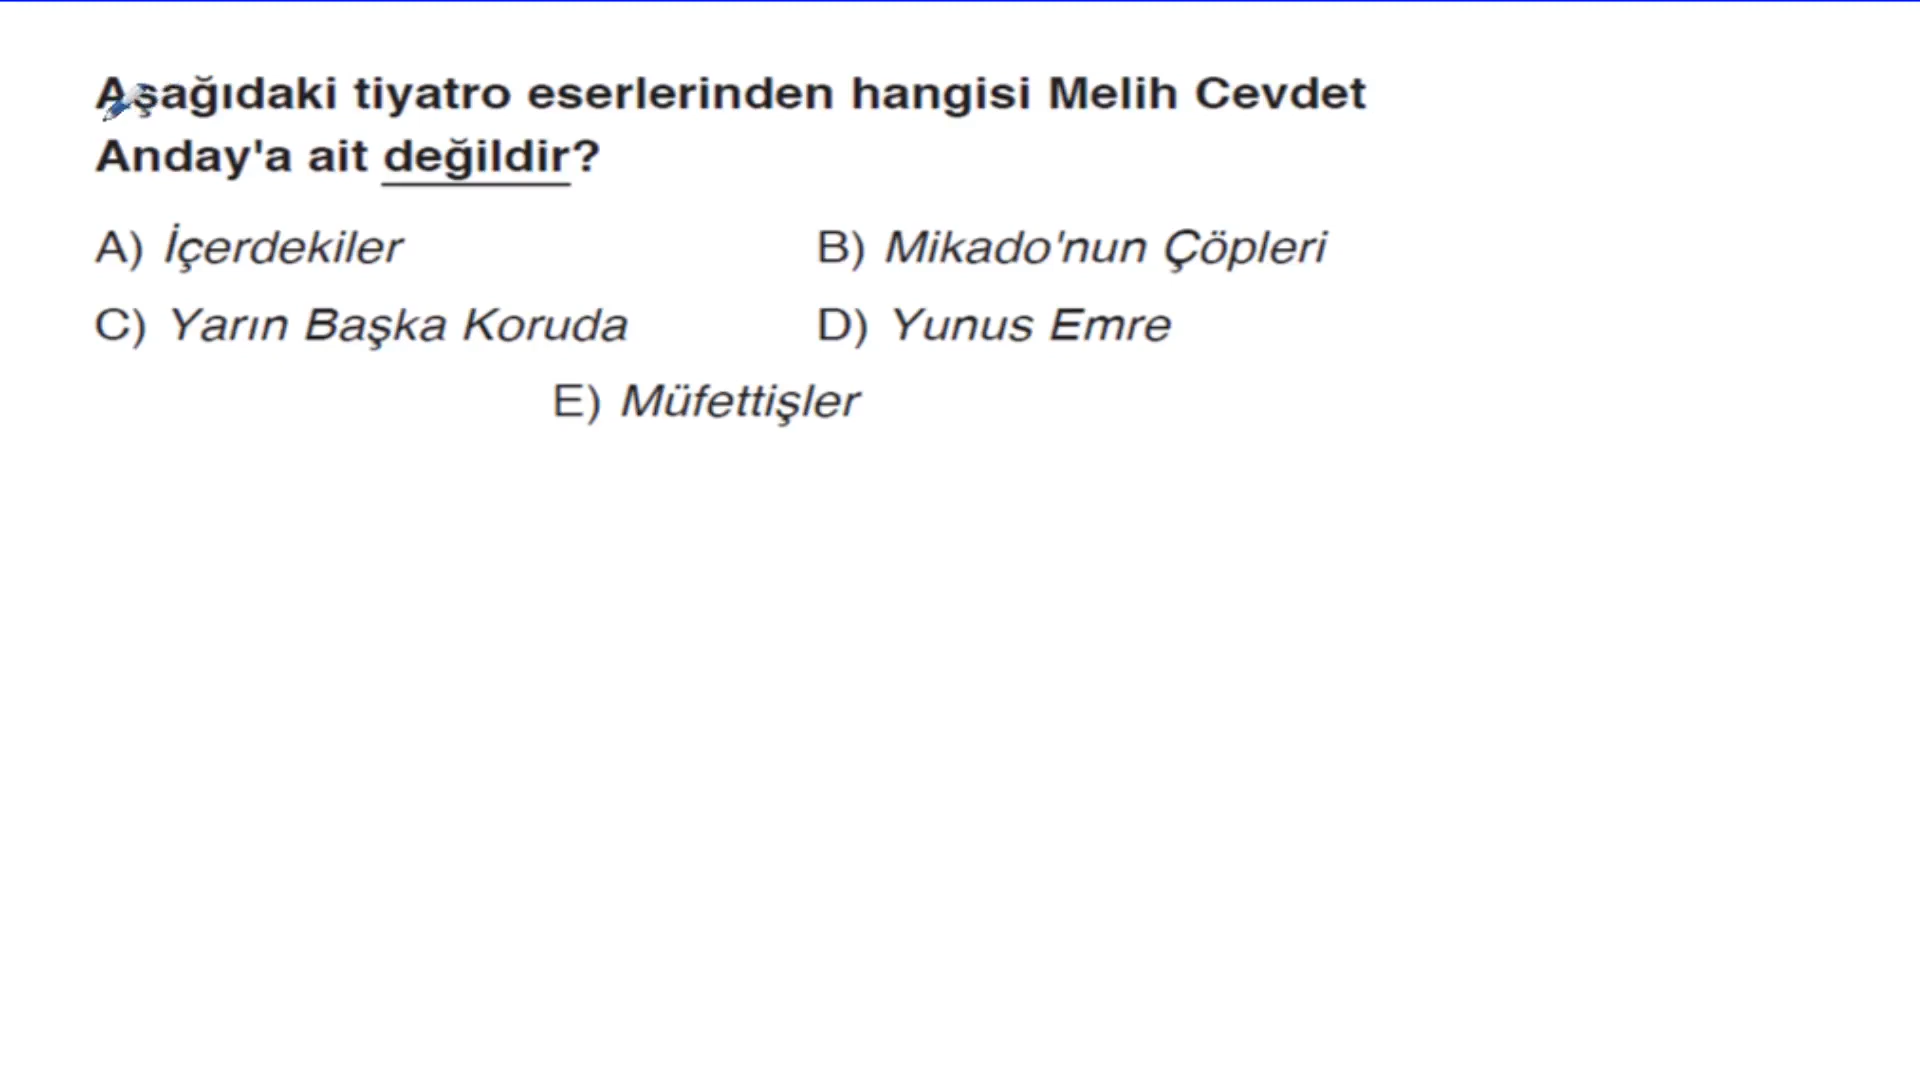 Aşağıdaki tiyatro eserlerinden hangisi Melih Cevdet
Anday'a ait değildir?
A) İçerdekiler B) Mikado'nun Çöpleri
C) Yarın Başka Koruda D) Yunus Emre
E) Müfettişler